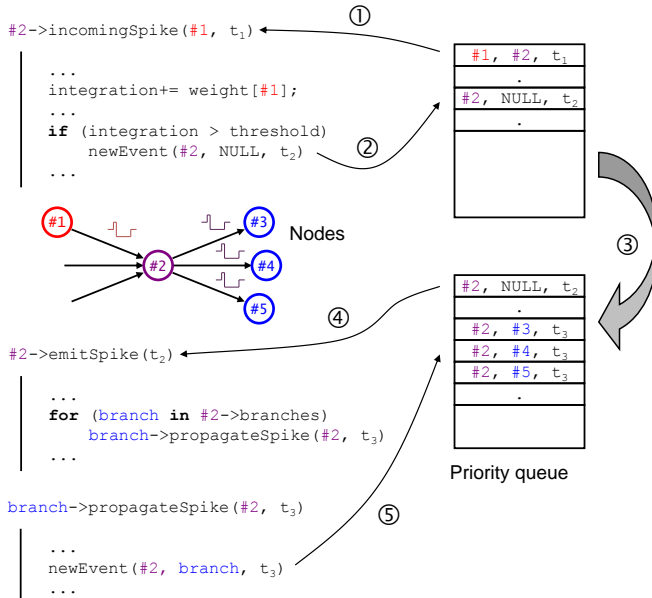 ①
#2->incomingSpike(#1, t₁)
...
integration+= weight[#1];
...
if (integration > threshold)
newEvent(#2, NULL, t₂)
...
②
#1, #2, t₁
.
#2, NULL, t₂
.
③
#1
#2
#3
#4
#5
Nodes
④
#2->emitSpike(t₂)
...
for (branch in #2->branches)
branch->propagateSpike(#2, t₃)
...
#2, NULL, t₂
.
#2, #3, t₃
#2, #4, t₃
#2, #5, t₃
.
Priority queue
branch->propagateSpike(#2, t₃)
⑤
...
newEvent(#2, branch, t₃)
...